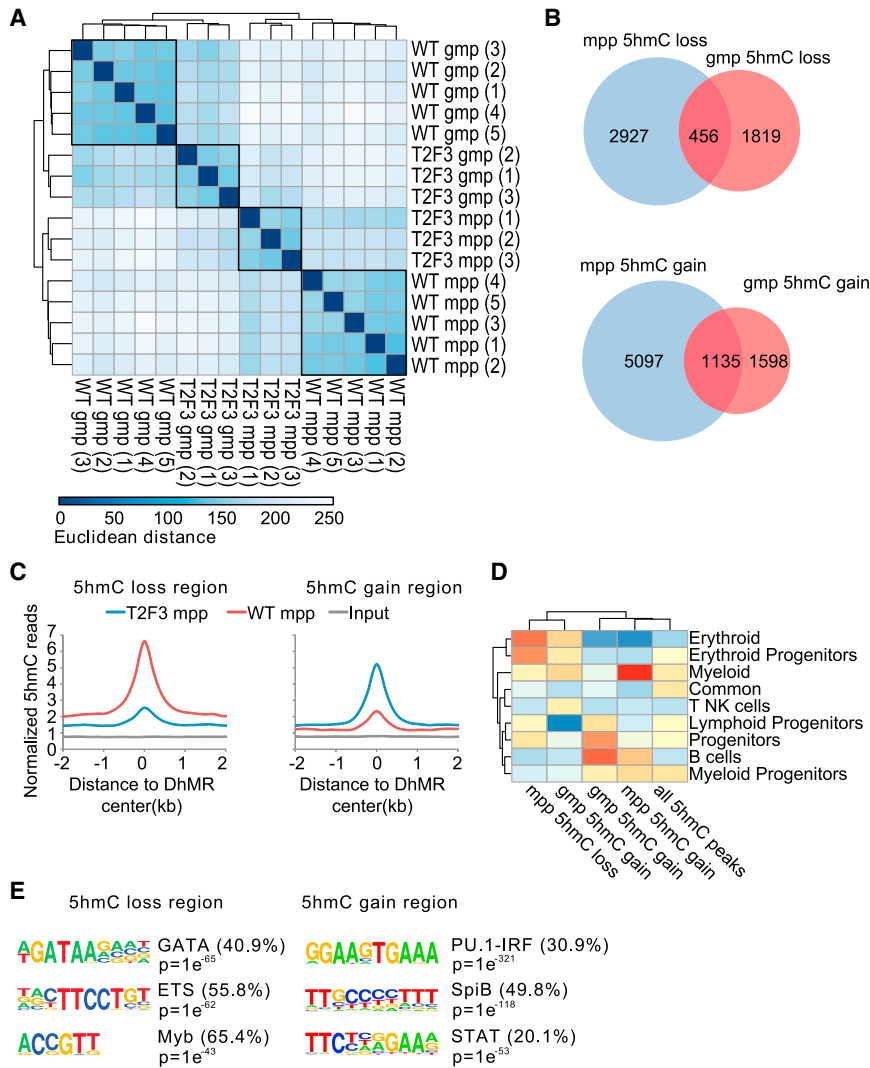 A
WT gmp (3)
WT gmp (2)
WT gmp (1)
WT gmp (4)
WT gmp (5)
T2F3 gmp (2)
T2F3 gmp (1)
T2F3 gmp (3)
T2F3 mpp (1)
T2F3 mpp (2)
T2F3 mpp (3)
WT mpp (4)
WT mpp (5)
WT mpp (3)
WT mpp (1)
WT mpp (2)
WT gmp (3)
WT gmp (2)
WT gmp (1)
WT gmp (4)
WT gmp (5)
T2F3 gmp (2)
T2F3 gmp (1)
T2F3 gmp (3)
T2F3 mpp (1)
T2F3 mpp (2)
T2F3 mpp (3)
WT mpp (4)
WT mpp (5)
WT mpp (3)
WT mpp (1)
WT mpp (2)
0 50 100 150 200 250
Euclidean distance
B
mpp 5hmC loss
gmp 5hmC loss
2927 456 1819
mpp 5hmC gain
gmp 5hmC gain
5097 1135 1598
C
5hmC loss region 5hmC gain region
T2F3 mpp WT mpp Input
Normalized 5hmC reads
7
6
5
4
3
2
1
0
-2 -1 0 1 2
Distance to DhMR
center(kb)
-2 -1 0 1 2
Distance to DhMR
center(kb)
D
Erythroid
Erythroid Progenitors
Myeloid
Common
T NK cells
Lymphoid Progenitors
Progenitors
B cells
Myeloid Progenitors
mpp 5hmC loss
gmp 5hmC gain
gmp 5hmC gain
mpp 5hmC gain
all 5hmC peaks
E
5hmC loss region
GATA (40.9%)
p=1e-65
ETS (55.8%)
p=1e-62
Myb (65.4%)
p=1e-43
5hmC gain region
PU.1-IRF (30.9%)
p=1e-321
SpiB (49.8%)
p=1e-118
STAT (20.1%)
p=1e-53